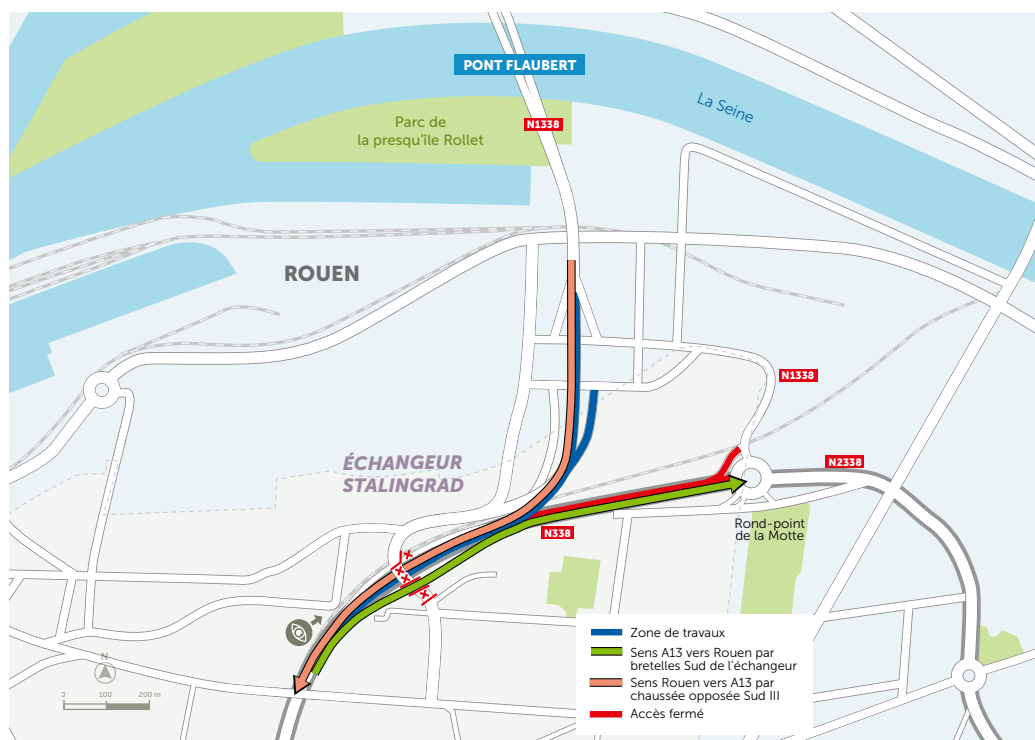 PONT FLAUBERT
La Seine
Parc de
la presqu'île Rollet
N1338
ROUEN
N1338
ÉCHANGEUR
STALINGRAD
N2338
Rond-point
de la Motte
N338
N
0 100 200 m
Zone de travaux
Sens A13 vers Rouen par
bretelles Sud de l'échangeur
Sens Rouen vers A13 par
chaussée opposée Sud III
Accès fermé